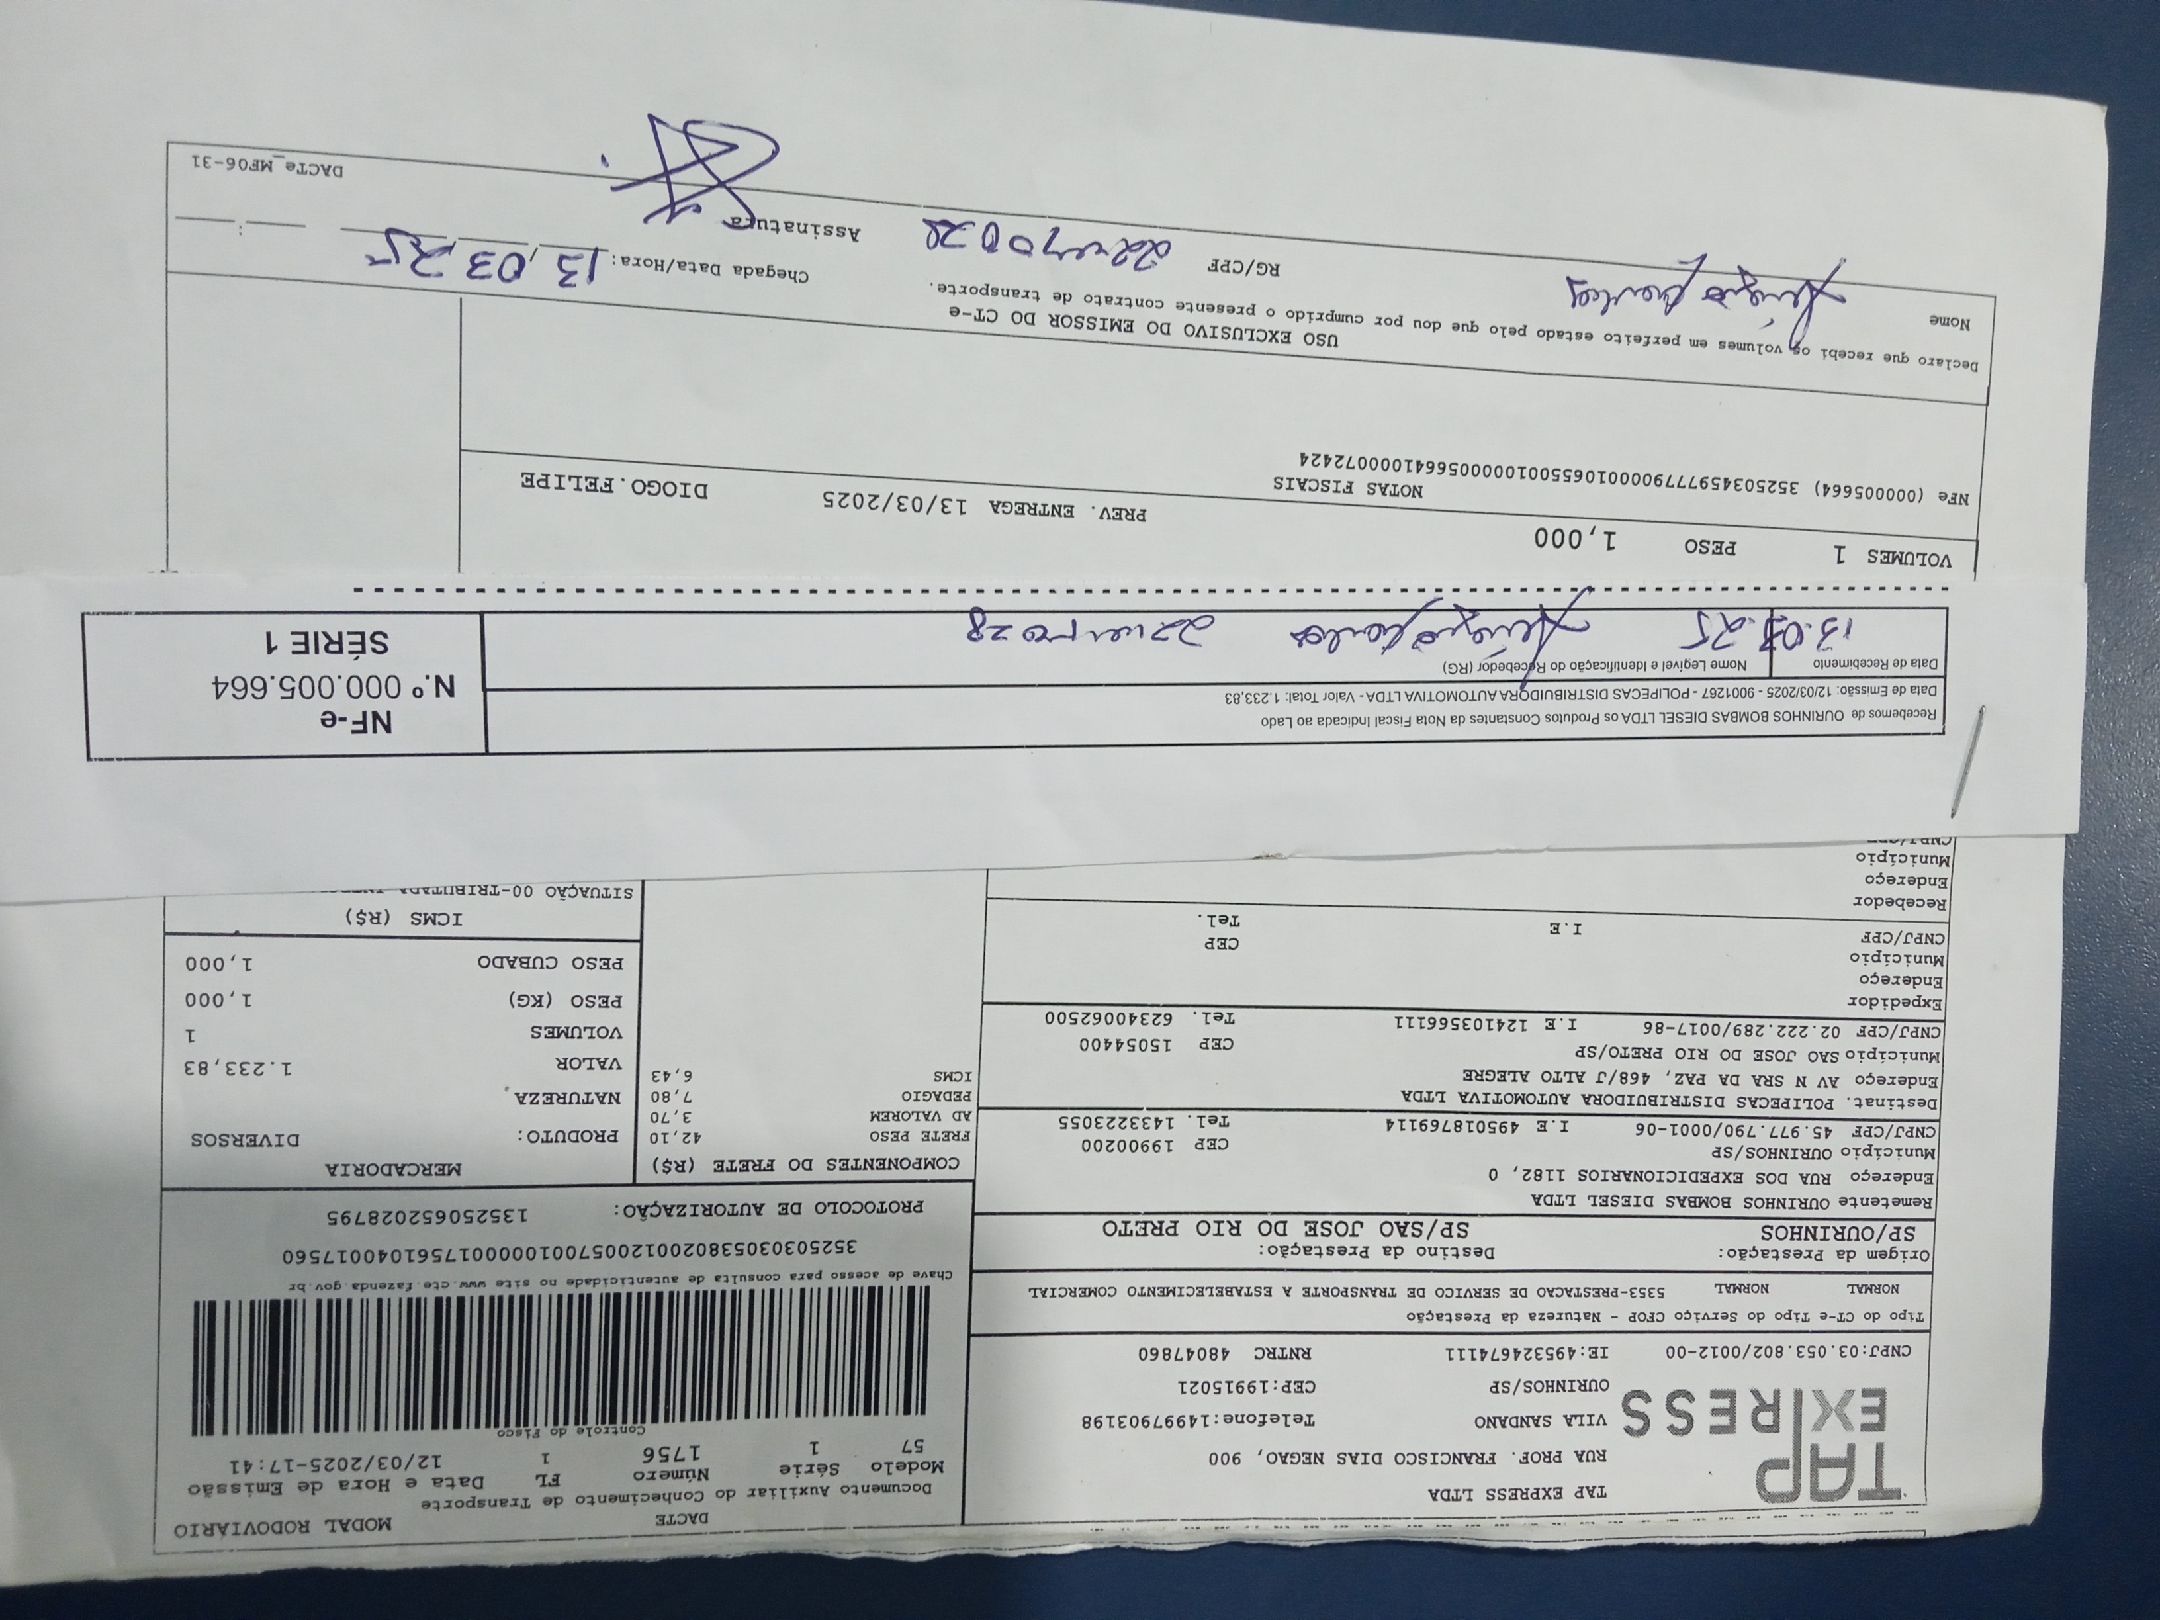 DACTE MODAL RODOVIARIO
Documento Auxiliar do Conhecimento de Transporte
Modelo Série Número FL Data e Hora de Emissão
57 1 1756 1 12/03/2025-17:41
Controle do Fisco
Chave de acesso para consulta de autenticidade no site www.cte.fazenda.gov.br
35250303053802001200570010000017561040017560
PROTOCOLO DE AUTORIZAÇÃO: 135250652028795
TAP EXPRESS
TAP EXPRESS LTDA
RUA PROF. FRANCISCO DIAS NEGAO, 900
VILA SANDANO Telefone:14997903198
OURINHOS/SP CEP:19915021
CNPJ:03.053.802/0012-00 IE:495324674111 RNTRC 48047860
Tipo do CT-e Tipo do Serviço CFOP - Natureza da Prestação
NORMAL NORMAL 5353-PRESTACAO DE SERVICO DE TRANSPORTE A ESTABELECIMENTO COMERCIAL
Origem da Prestação: Destino da Prestação:
SP/OURINHOS SP/SAO JOSE DO RIO PRETO
Remetente OURINHOS BOMBAS DIESEL LTDA
Endereço RUA DOS EXPEDICIONARIOS 1182, 0
Município OURINHOS/SP CEP 19900200
CNPJ/CPF 45.977.790/0001-06 I.E 495018769114 Tel. 1433223055
Destinat. POLIPECAS DISTRIBUIDORA AUTOMOTIVA LTDA
Endereço AV N SRA DA PAZ, 468/J ALTO ALEGRE
Município SAO JOSE DO RIO PRETO/SP CEP 15054400
CNPJ/CPF 02.222.289/0017-86 I.E 124103566111 Tel. 62340062500
Expedidor
Endereço
Município CEP
CNPJ/CPF I.E Tel.
Recebedor
Endereço
Município
CNPJ/CPF
COMPONENTES DO FRETE (R$)
FRETE PESO 42,10
AD VALOREM 3,70
PEDAGIO 7,80
ICMS 6,43
MERCADORIA
PRODUTO: DIVERSOS
NATUREZA
VALOR 1.233,83
VOLUMES 1
PESO (KG) 1,000
PESO CUBADO 1,000
ICMS (R$)
SITUAÇÃO 00-TRIBUTADA
Recebemos de OURINHOS BOMBAS DIESEL LTDA os Produtos Constantes da Nota Fiscal Indicada ao Lado
Data de Emissão: 12/03/2025 - 9001267 - POLIPECAS DISTRIBUIDORA AUTOMOTIVA LTDA - Valor Total: 1.233,83
Data de Recebimento Nome Legível e Identificação do Recebedor (RG)
13.03.25
NF-e
N.º 000.005.664
SÉRIE 1
VOLUMES 1 PESO 1,000 PREV. ENTREGA 13/03/2025 DIOGO.FELIPE
NOTAS FISCAIS
NFe (000005664) 35250345977790000106550010000056641000072424
USO EXCLUSIVO DO EMISSOR DO CT-e
Declaro que recebi os volumes em perfeito estado pelo que dou por cumprido o presente contrato de transporte.
Nome RG/CPF Assinatura Chegada Data/Hora: 13/03/25
DACTe_MF06-31